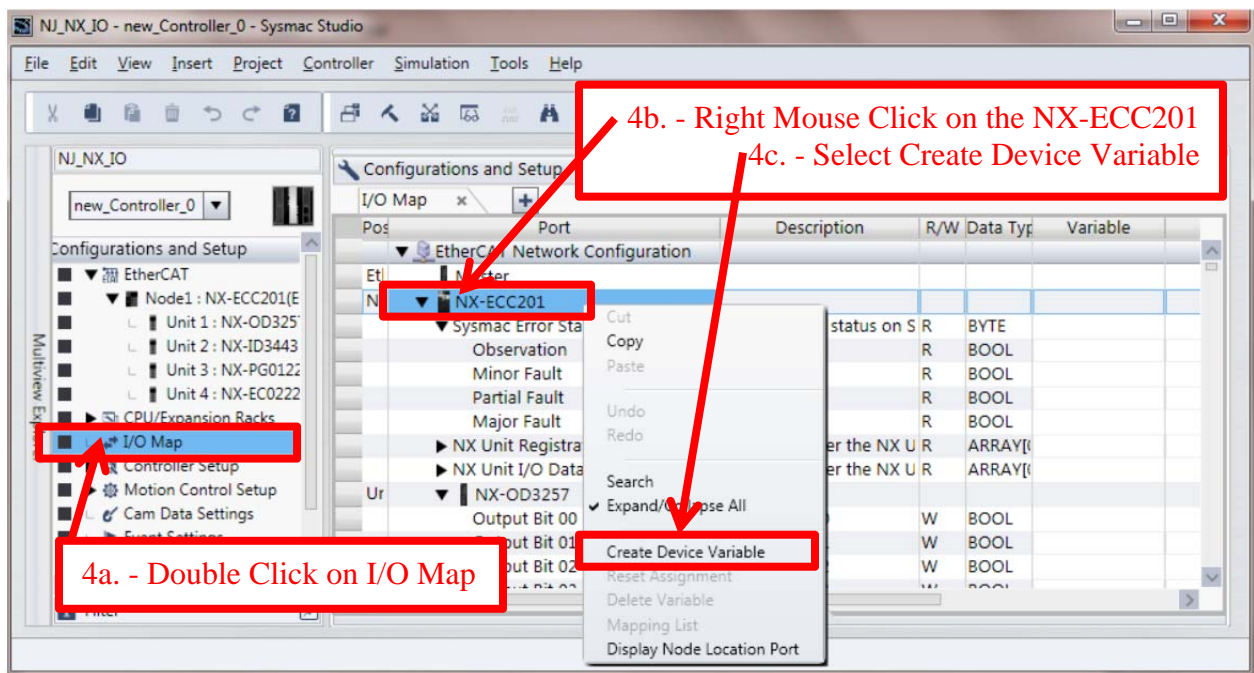 NJ_NX_IO - new_Controller_0 - Sysmac Studio
File Edit View Insert Project Controller Simulation Tools Help
4b. - Right Mouse Click on the NX-ECC201
4c. - Select Create Device Variable
NJ_NX_IO
new_Controller_0
Configurations and Setup
EtherCAT
Node1 : NX-ECC201(E
Unit 1 : NX-OD325
Unit 2 : NX-ID3443
Unit 3 : NX-PG0122
Unit 4 : NX-EC0222
CPU/Expansion Racks
I/O Map
Controller Setup
Motion Control Setup
Cam Data Settings
4a. - Double Click on I/O Map
Multiview
Configurations and Setup
I/O Map
Pos Port Description R/W Data Typ Variable
EtherCAT Network Configuration
Master
NX-ECC201
Sysmac Error Sta status on S R BYTE
Observation R BOOL
Minor Fault R BOOL
Partial Fault R BOOL
Major Fault R BOOL
NX Unit Registra er the NX U R ARRAY[(
NX Unit I/O Data er the NX U R ARRAY[(
Ur NX-OD3257
Output Bit 00 W BOOL
W BOOL
W BOOL
Cut
Copy
Paste
Undo
Redo
Search
Expand/Collapse All
Create Device Variable
Reset Assignment
Delete Variable
Mapping List
Display Node Location Port